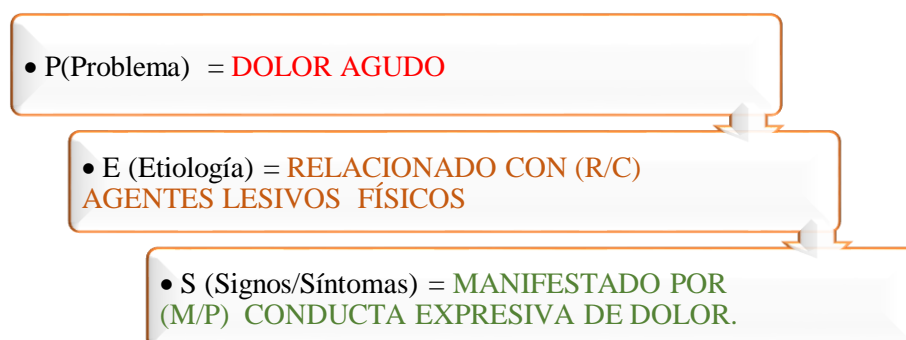 • P(Problema) = DOLOR AGUDO
• E (Etiología) = RELACIONADO CON (R/C)
AGENTES LESIVOS FÍSICOS
• S (Signos/Síntomas) = MANIFESTADO POR
(M/P) CONDUCTA EXPRESIVA DE DOLOR.